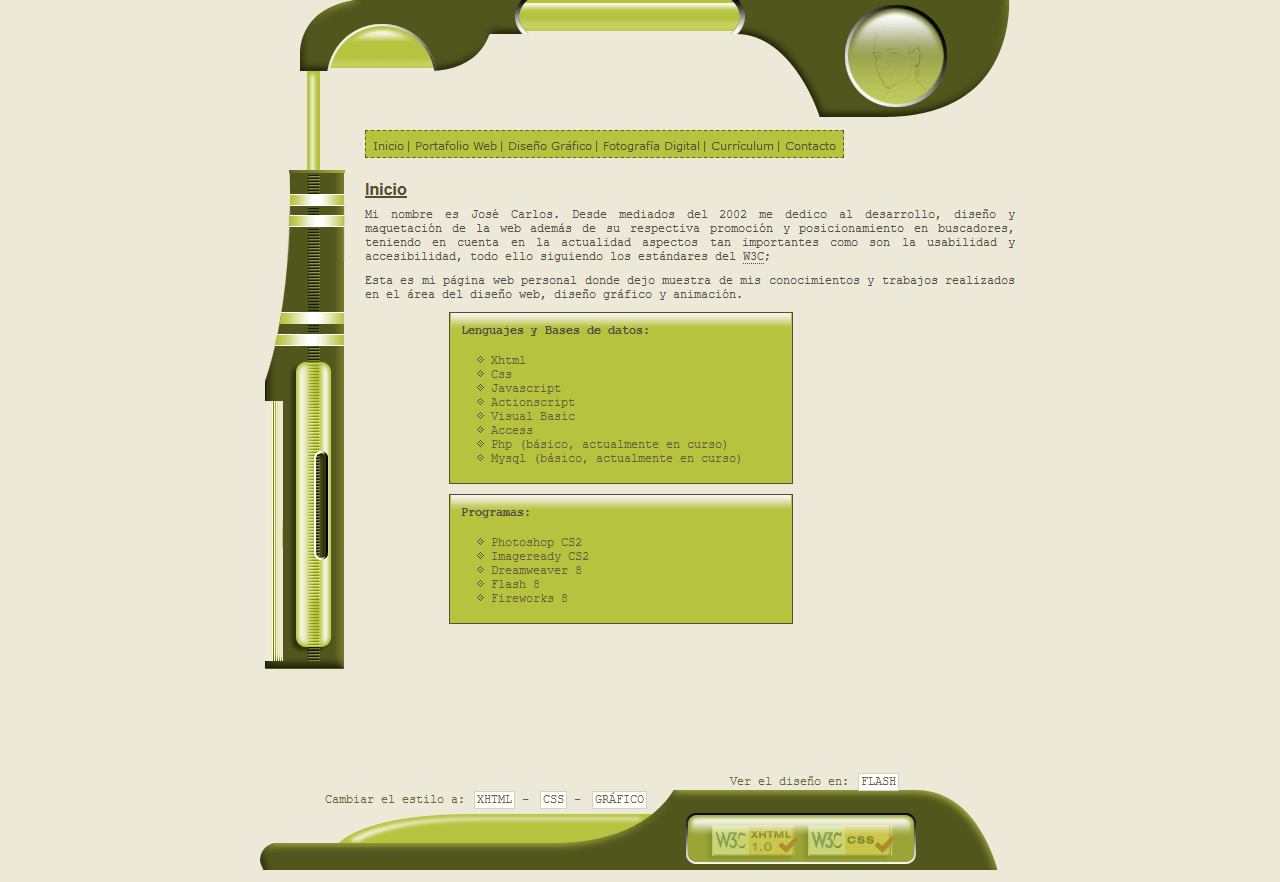 Inicio | Portafolio Web | Diseño Gráfico | Fotografía Digital | Currículum | Contacto
Inicio
Mi nombre es José Carlos. Desde mediados del 2002 me dedico al desarrollo, diseño y
maquetación de la web además de su respectiva promoción y posicionamiento en buscadores,
teniendo en cuenta en la actualidad aspectos tan importantes como son la usabilidad y
accesibilidad, todo ello siguiendo los estándares del W3C;
Esta es mi página web personal donde dejo muestra de mis conocimientos y trabajos realizados
en el área del diseño web, diseño gráfico y animación.
Lenguajes y Bases de datos:
Xhtml
Css
Javascript
Actionscript
Visual Basic
Access
Php (básico, actualmente en curso)
Mysql (básico, actualmente en curso)
Programas:
Photoshop CS2
Imageready CS2
Dreamweaver 8
Flash 8
Fireworks 8
Ver el diseño en: FLASH
Cambiar el estilo a: XHTML - CSS - GRÁFICO
W3C XHTML 1.0
W3C CSS